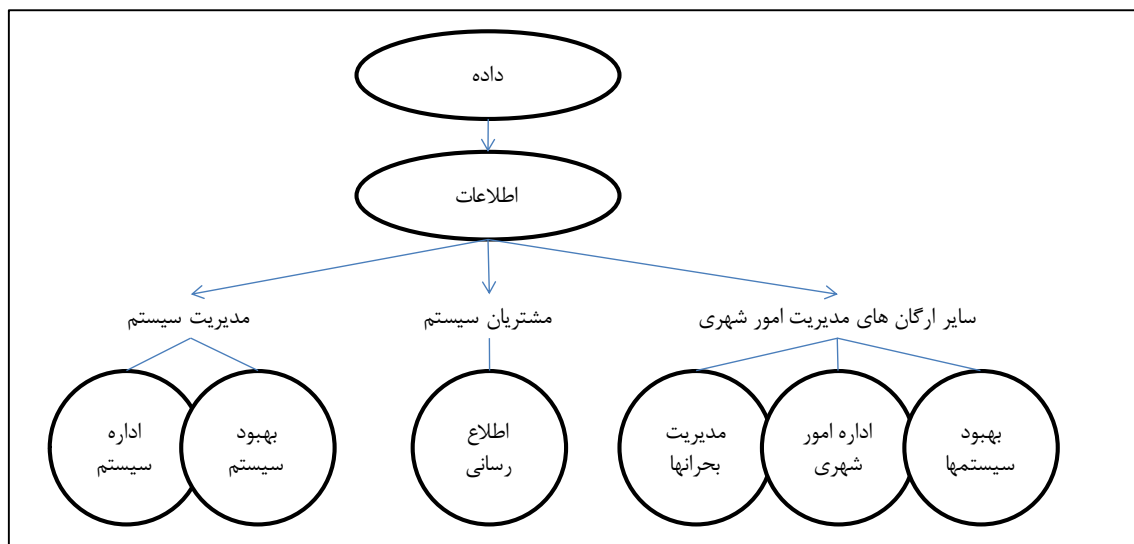 داده
اطلاعات
سایر ارگان های مدیریت امور شهری
مشتریان سیستم
مدیریت سیستم
بهبود
سیستمها
اداره امور
شهری
مدیریت
بحرانها
اطلاع
رسانی
بهبود
سیستم
اداره
سیستم